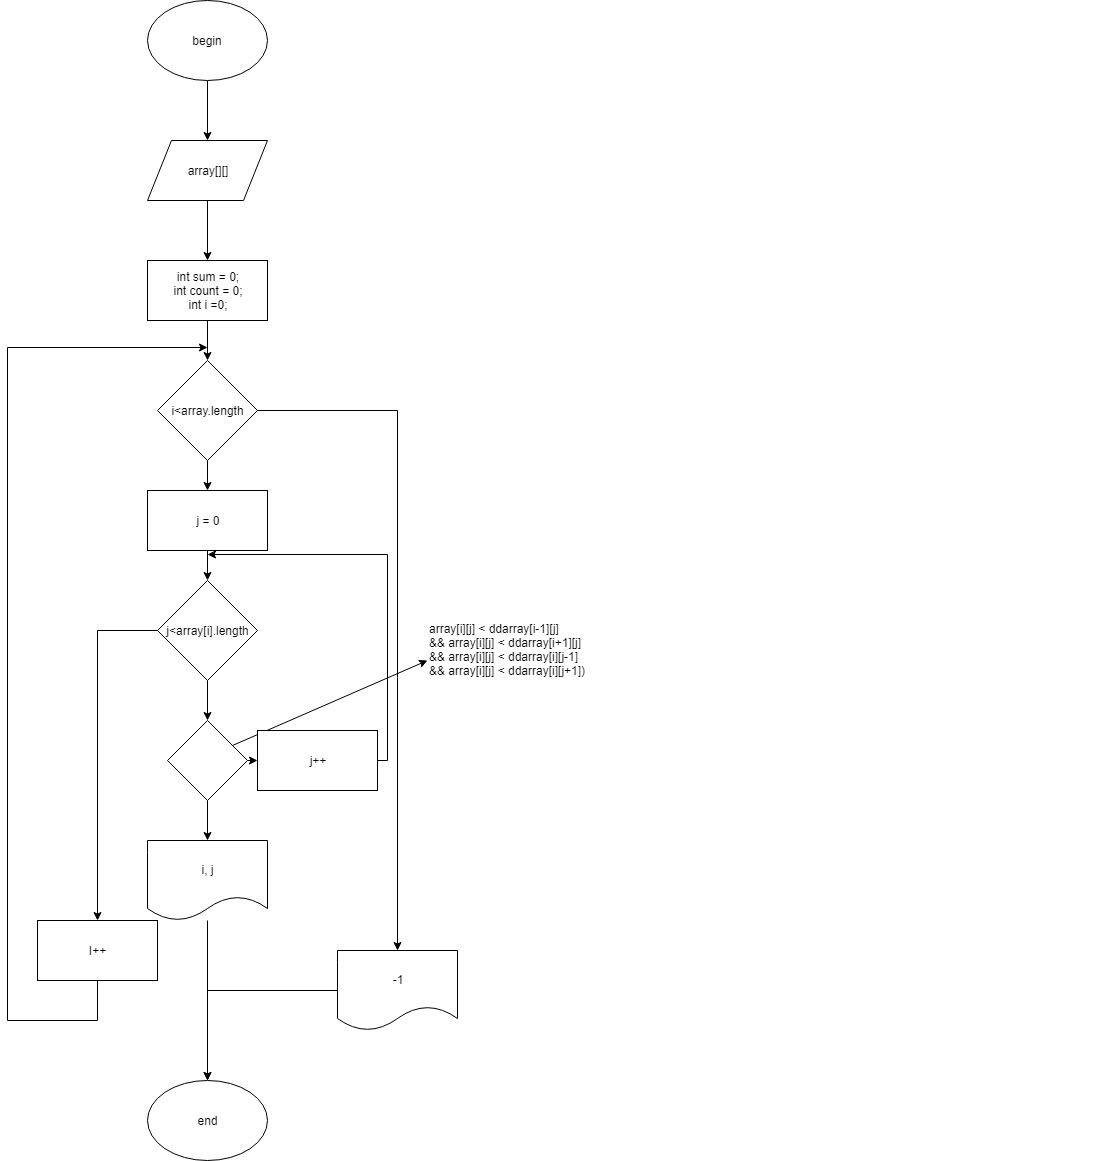 begin
array[][]
int sum = 0;
int count = 0;
int i =0;
i<array.length
j = 0
j<array[i].length
array[i][j] < ddarray[i-1][j]
&& array[i][j] < ddarray[i+1][j]
&& array[i][j] < ddarray[i][j-1]
&& array[i][j] < ddarray[i][j+1])
j++
i, j
I++
-1
end